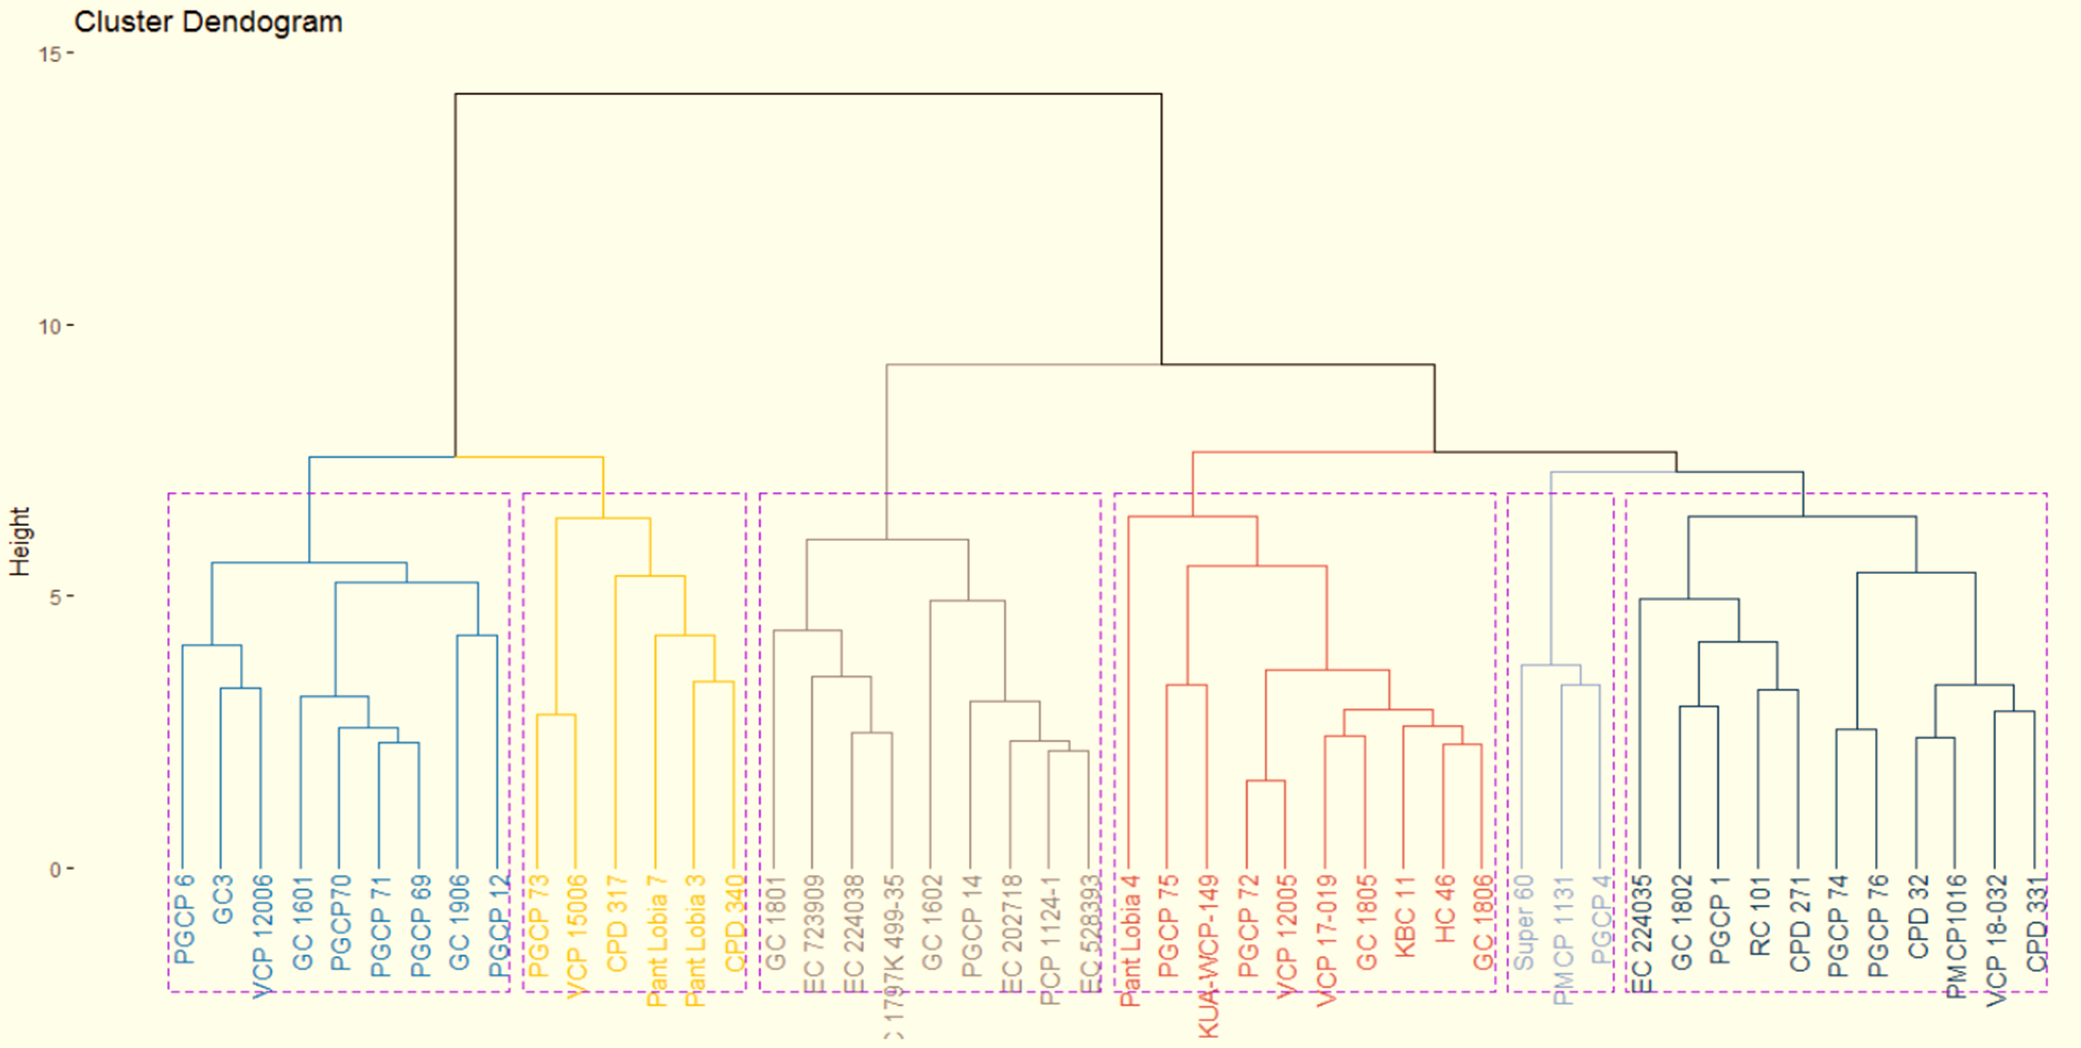 Cluster Dendogram
15
10
5
0
Height
PGCP 6
GC3
VCP 12006
GC 1601
PGCP70
PGCP 71
PGCP 69
GC 1906
PGCP 12
PGCP 73
VCP 15006
CPD 317
Pant Lobia 7
Pant Lobia 3
CPD 340
GC 1801
EC 723909
EC 224038
1797K 499-35
GC 1602
PGCP 14
EC 202718
PCP 1124-1
EC 528393
Pant Lobia 4
PGCP 75
KUA-WCP-149
PGCP 72
VCP 12005
VCP 17-019
GC 1805
KBC 11
HC 46
GC 1806
Super 60
PMCP 1131
PGCP 4
EC 224035
GC 1802
PGCP 1
RC 101
CPD 271
PGCP 74
PGCP 76
CPD 32
PMCP1016
VCP 18-032
CPD 331